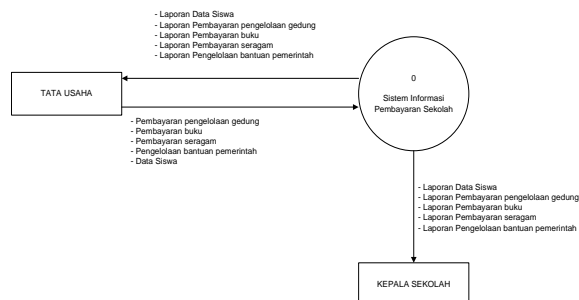 - Laporan Data Siswa
- Laporan Pembayaran pengelolaan gedung
- Laporan Pembayaran buku
- Laporan Pembayaran seragam
- Laporan Pengelolaan bantuan pemerintah
TATA USAHA
0
Sistem Informasi
Pembayaran Sekolah
- Pembayaran pengelolaan gedung
- Pembayaran buku
- Pembayaran seragam
- Pengelolaan bantuan pemerintah
- Data Siswa
- Laporan Data Siswa
- Laporan Pembayaran pengelolaan gedung
- Laporan Pembayaran buku
- Laporan Pembayaran seragam
- Laporan Pengelolaan bantuan pemerintah
KEPALA SEKOLAH